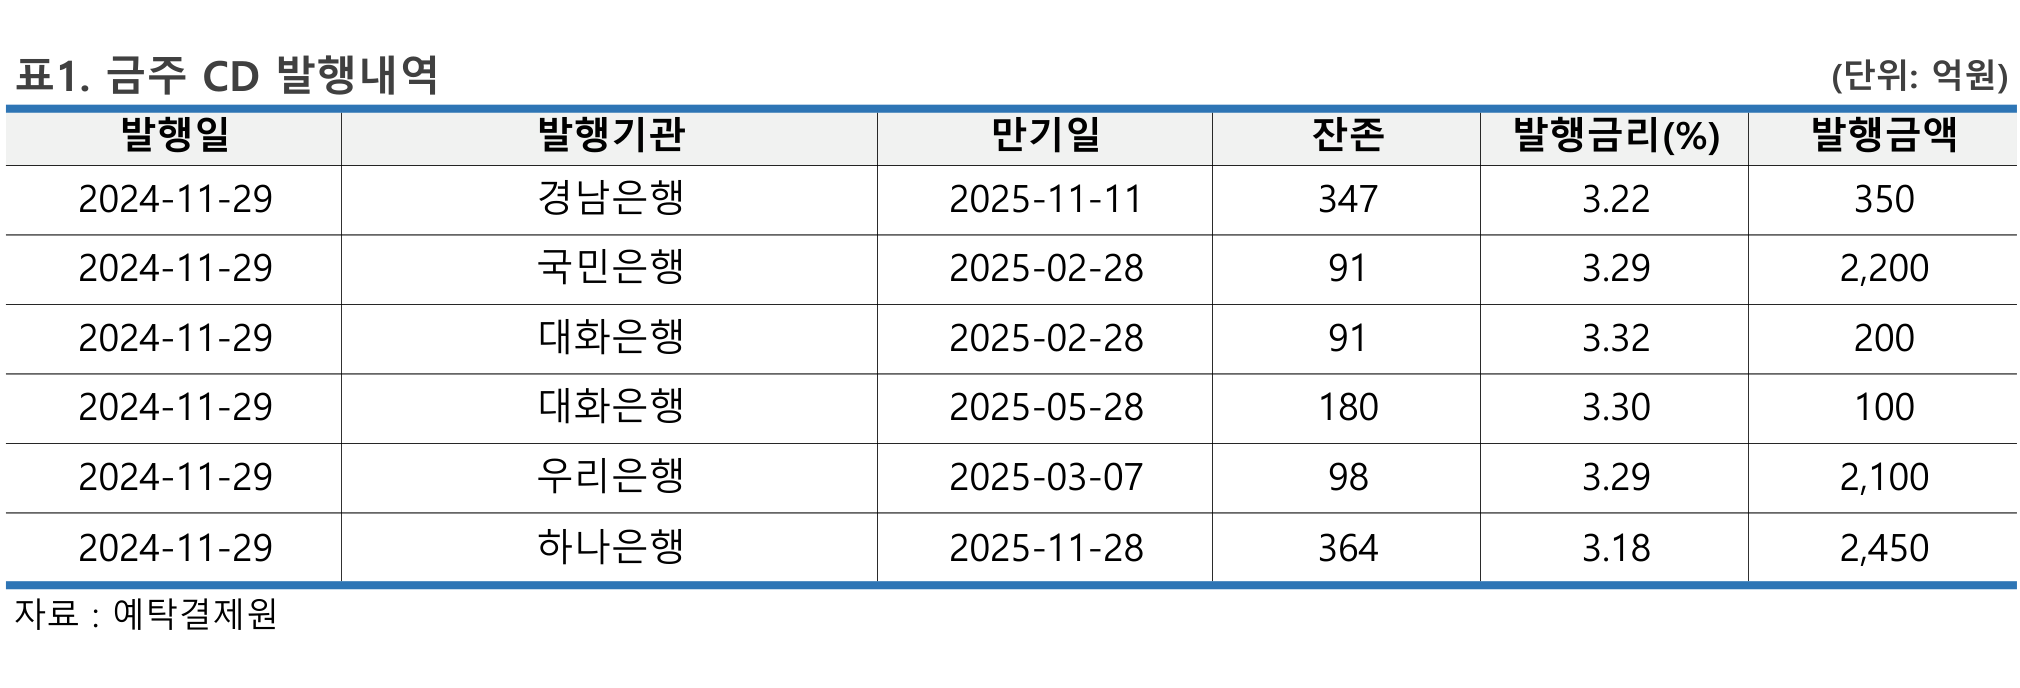 표1. 금주 CD 발행내역 (단위: 억원)
발행일 발행기관 만기일 잔존 발행금리(%) 발행금액
2024-11-29 경남은행 2025-11-11 347 3.22 350
2024-11-29 국민은행 2025-02-28 91 3.29 2,200
2024-11-29 대화은행 2025-02-28 91 3.32 200
2024-11-29 대화은행 2025-05-28 180 3.30 100
2024-11-29 우리은행 2025-03-07 98 3.29 2,100
2024-11-29 하나은행 2025-11-28 364 3.18 2,450
자료 : 예탁결제원